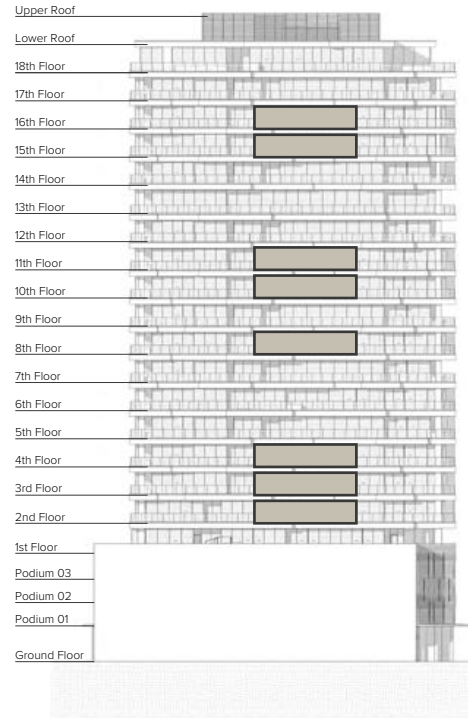 Upper Roof
Lower Roof
18th Floor
17th Floor
16th Floor
15th Floor
14th Floor
13th Floor
12th Floor
11th Floor
10th Floor
9th Floor
8th Floor
7th Floor
6th Floor
5th Floor
4th Floor
3rd Floor
2nd Floor
1st Floor
Podium 03
Podium 02
Podium 01
Ground Floor